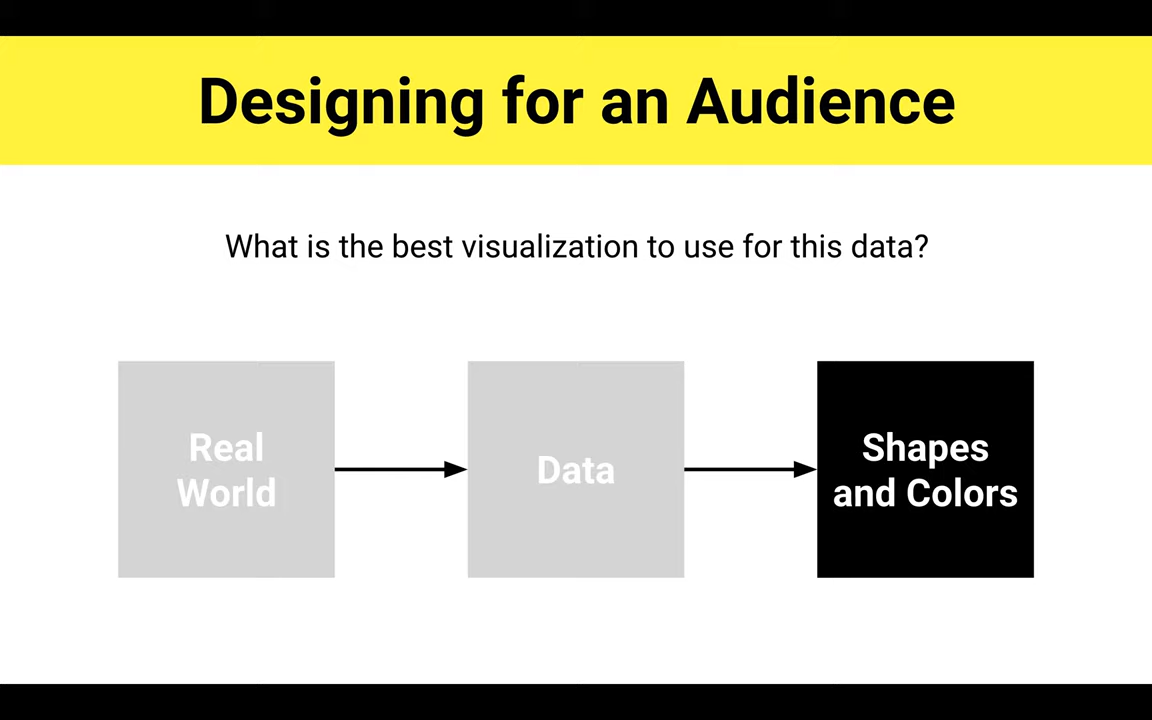 Designing for an Audience
What is the best visualization to use for this data?
Real
World
Data
Shapes
and Colors